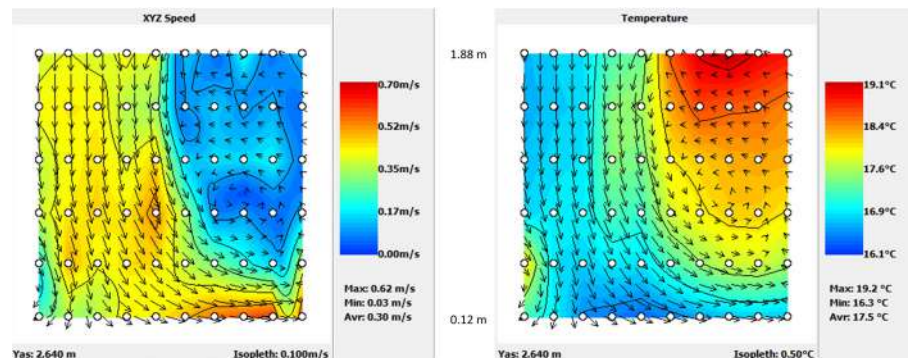 XYZ Speed
0.70m/s
0.52m/s
0.35m/s
0.17m/s
0.00m/s
Max: 0.62 m/s
Min: 0.03 m/s
Avr: 0.30 m/s
Yas: 2.640 m
Isopleth: 0.100m/s
1.88 m
0.12 m
Temperature
19.1°C
18.4°C
17.6°C
16.9°C
16.1°C
Max: 19.2 °C
Min: 16.3 °C
Avr: 17.5 °C
Yas: 2.640 m
Isopleth: 0.50°C